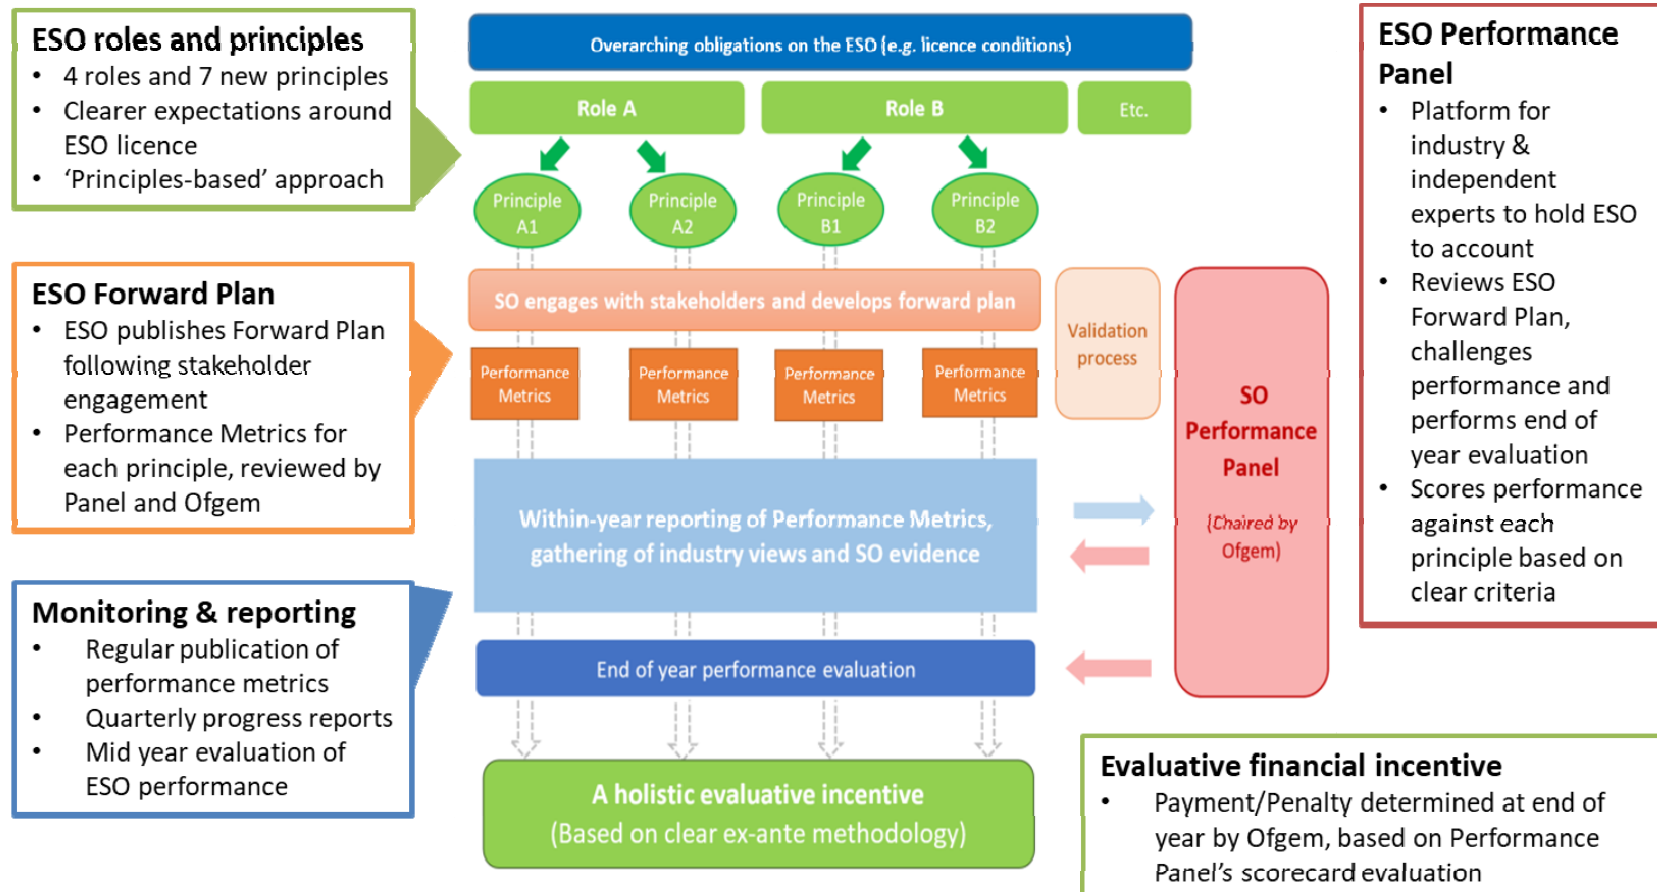 ESO roles and principles
• 4 roles and 7 new principles
• Clearer expectations around
ESO licence
• ‘Principles-based’ approach
ESO Forward Plan
• ESO publishes Forward Plan
following stakeholder
engagement
• Performance Metrics for
each principle, reviewed by
Panel and Ofgem
Monitoring & reporting
• Regular publication of
performance metrics
• Quarterly progress reports
• Mid year evaluation of
ESO performance
Overarching obligations on the ESO (e.g. licence conditions)
Role A
Role B
Etc.
Principle
A1
Principle
A2
Principle
B1
Principle
B2
SO engages with stakeholders and develops forward plan
Performance
Metrics
Performance
Metrics
Performance
Metrics
Performance
Metrics
Validation
process
Within-year reporting of Performance Metrics,
gathering of industry views and SO evidence
End of year performance evaluation
A holistic evaluative incentive
(Based on clear ex-ante methodology)
SO
Performance
Panel
(Chaired by
Ofgem)
ESO Performance
Panel
• Platform for
industry &
independent
experts to hold ESO
to account
• Reviews ESO
Forward Plan,
challenges
performance and
performs end of
year evaluation
• Scores performance
against each
principle based on
clear criteria
Evaluative financial incentive
• Payment/Penalty determined at end of
year by Ofgem, based on Performance
Panel’s scorecard evaluation